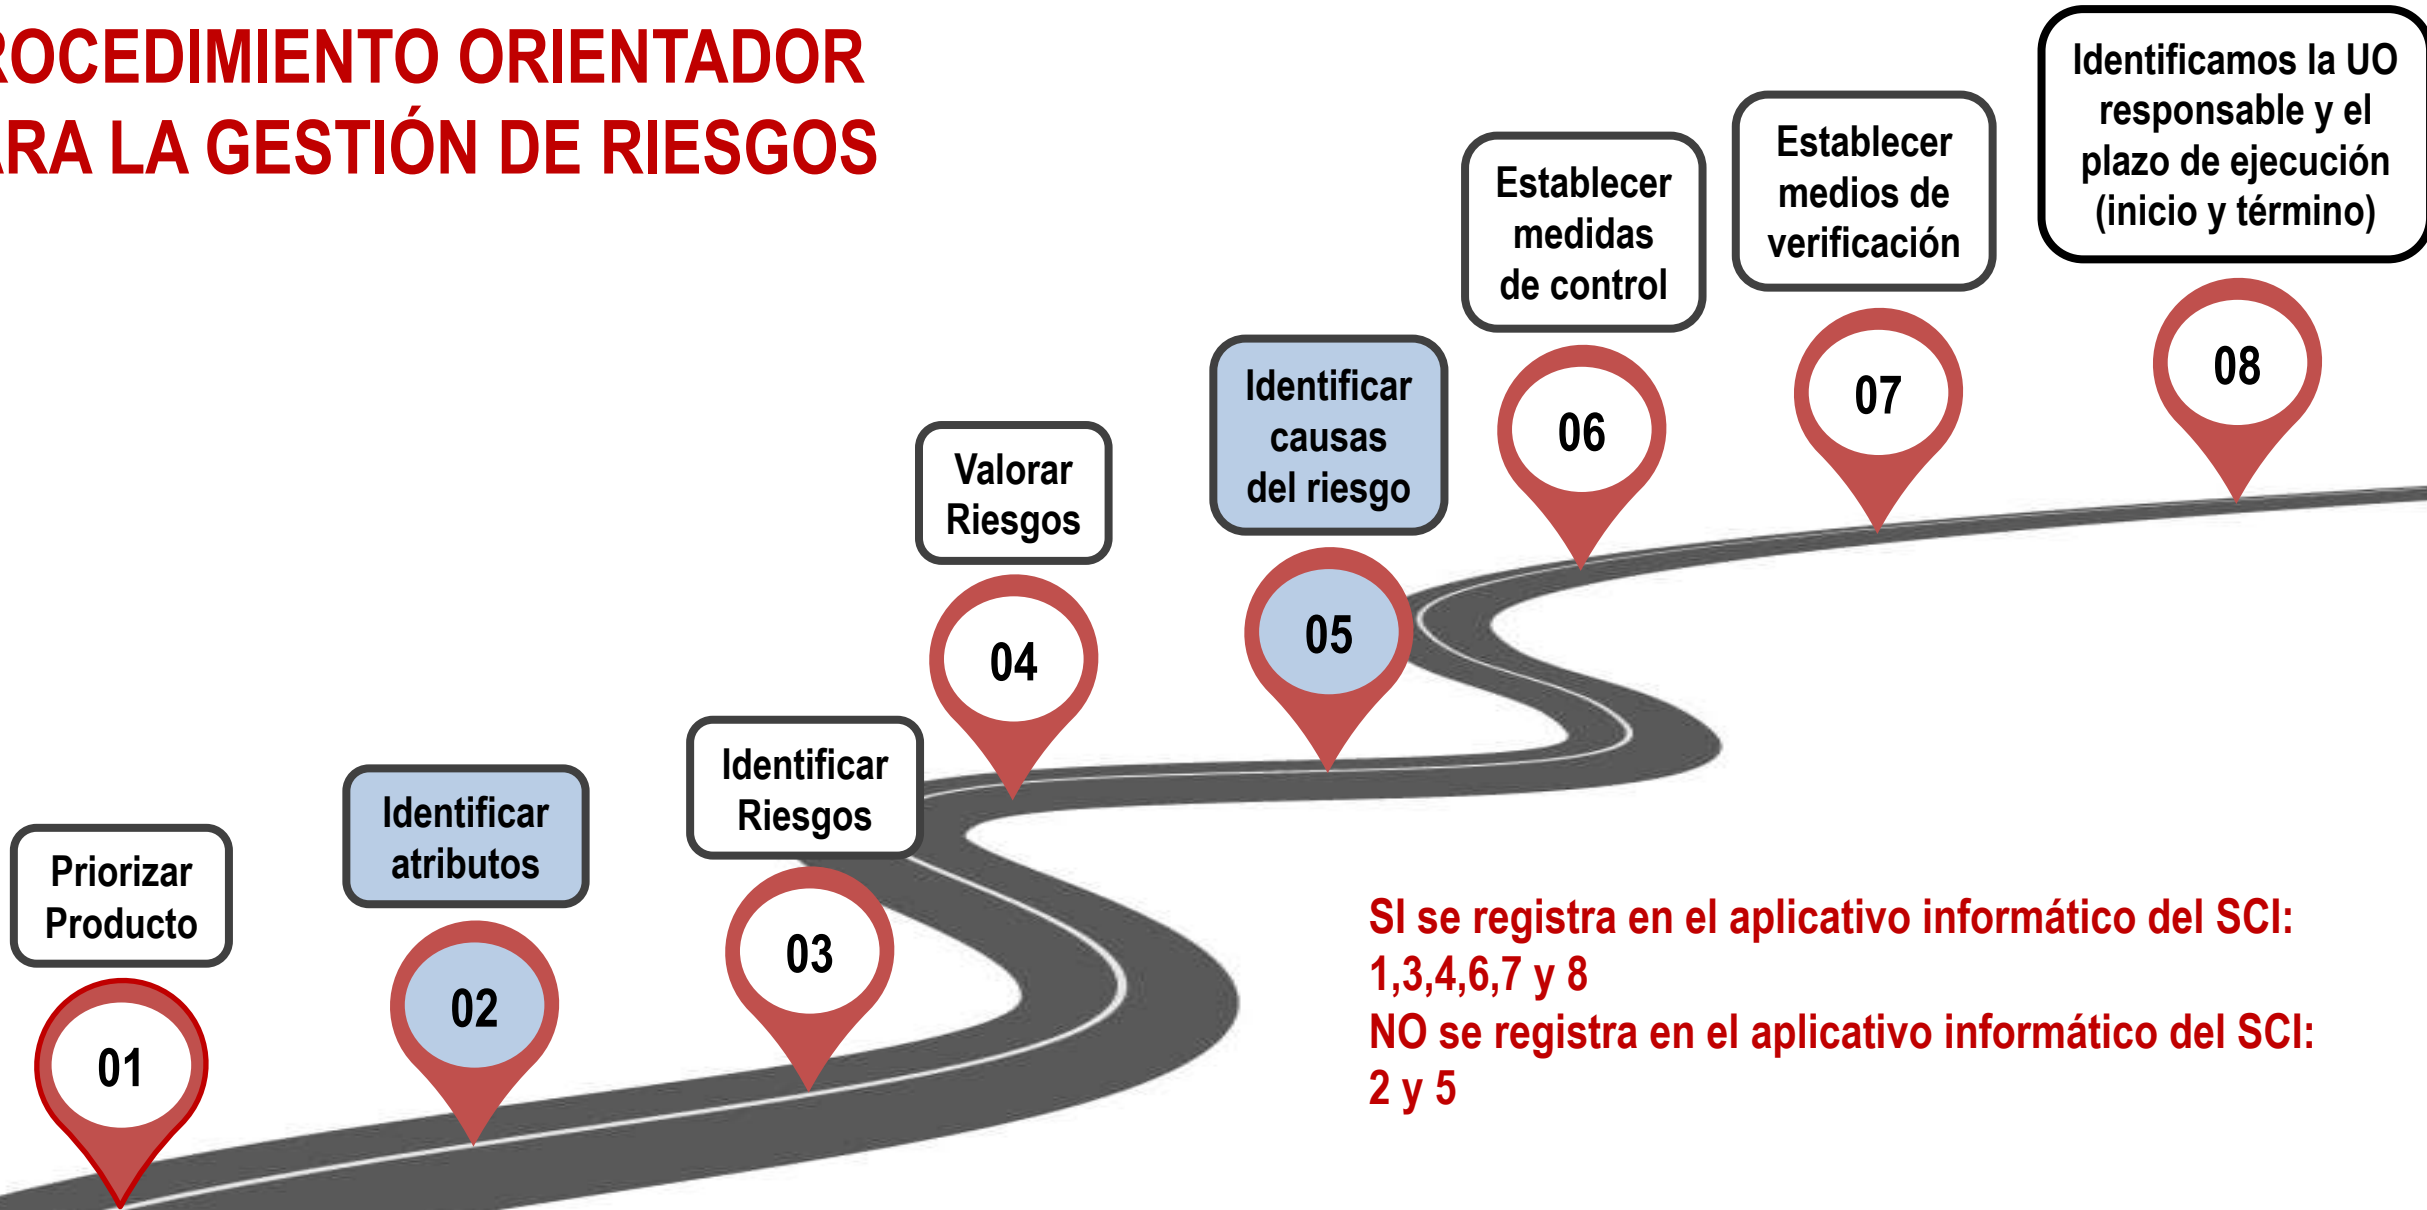 ROCEDIMIENTO ORIENTADOR
ARA LA GESTIÓN DE RIESGOS
Priorizar
Producto
01
Identificar
atributos
02
Identificar
Riesgos
03
Valorar
Riesgos
04
Identificar
causas
del riesgo
05
Establecer
medidas
de control
06
Establecer
medios de
verificación
07
Identificamos la UO
responsable y el
plazo de ejecución
(inicio y término)
08
SI se registra en el aplicativo informático del SCI:
1,3,4,6,7 y 8
NO se registra en el aplicativo informático del SCI:
2 y 5